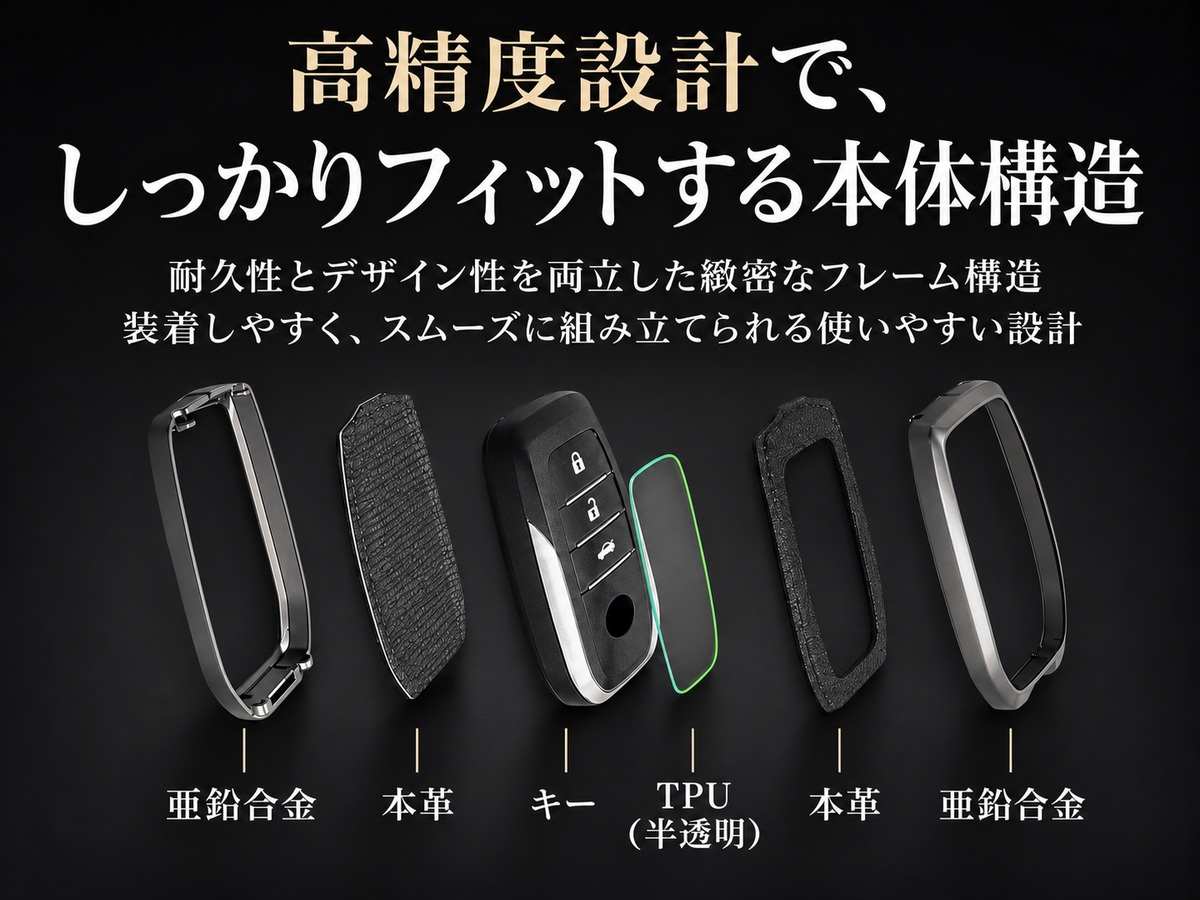 高精度設計で、
しっかりフィットする本体構造
耐久性とデザイン性を両立した緻密なフレーム構造
装着しやすく、スムーズに組み立てられる使いやすい設計
亜鉛合金
本革
キー
TPU
(半透明)
本革
亜鉛合金